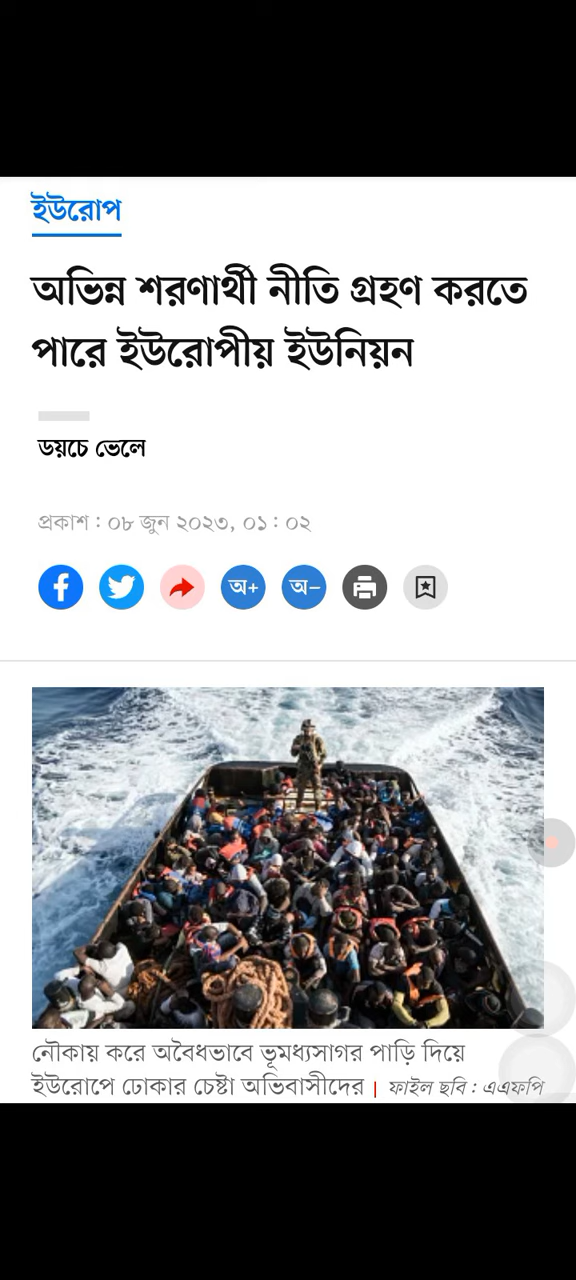 ইউরোপ
অভিন্ন শরণার্থী নীতি গ্রহণ করতে
পারে ইউরোপীয় ইউনিয়ন
ডয়চে ভেলে
প্রকাশ : ০৮ জুন ২০২৩, ০১ : ০২
অ+ অ−
নৌকায় করে অবৈধভাবে ভূমধ্যসাগর পাড়ি দিয়ে
ইউরোপে ঢোকার চেষ্টা অভিবাসীদের | ফাইল ছবি : এএফপি